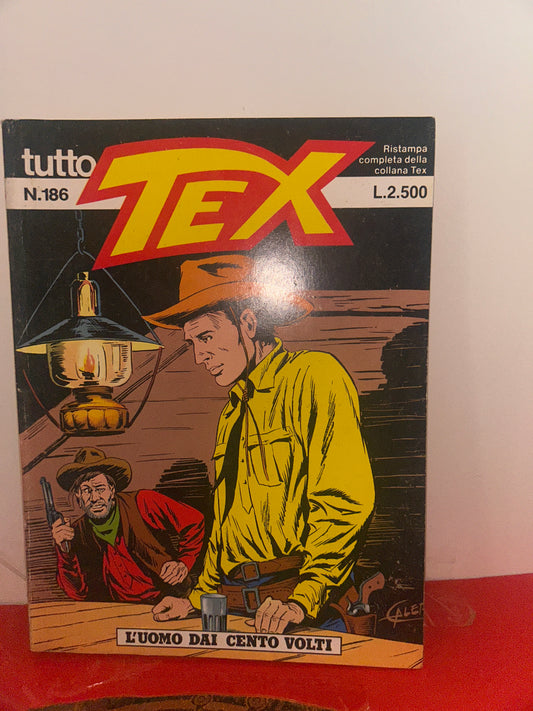 tutto
TEX
N.186
Ristampa
completa della
collana Tex
L.2.500
GALEP
L'UOMO DAI CENTO VOLTI